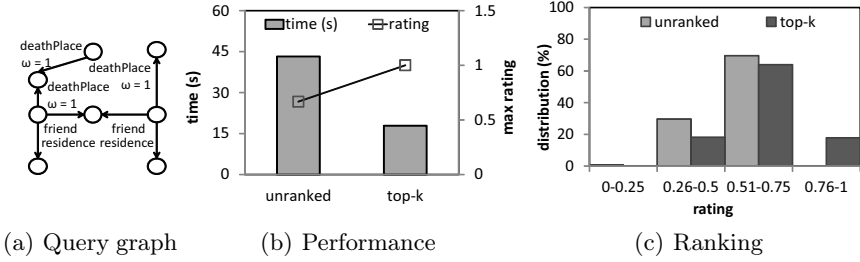 deathPlace
ω = 1
deathPlace
ω = 1
deathPlace
ω = 1
friend
friend
residence
residence
time (s)
rating
60
45
30
15
0
time (s)
1.5
1
0.5
0
max rating
unranked
top-k
unranked
top-k
100
80
60
40
20
0
distribution (%)
0-0.25
0.26-0.5
0.51-0.75
0.76-1
rating
(a) Query graph
(b) Performance
(c) Ranking